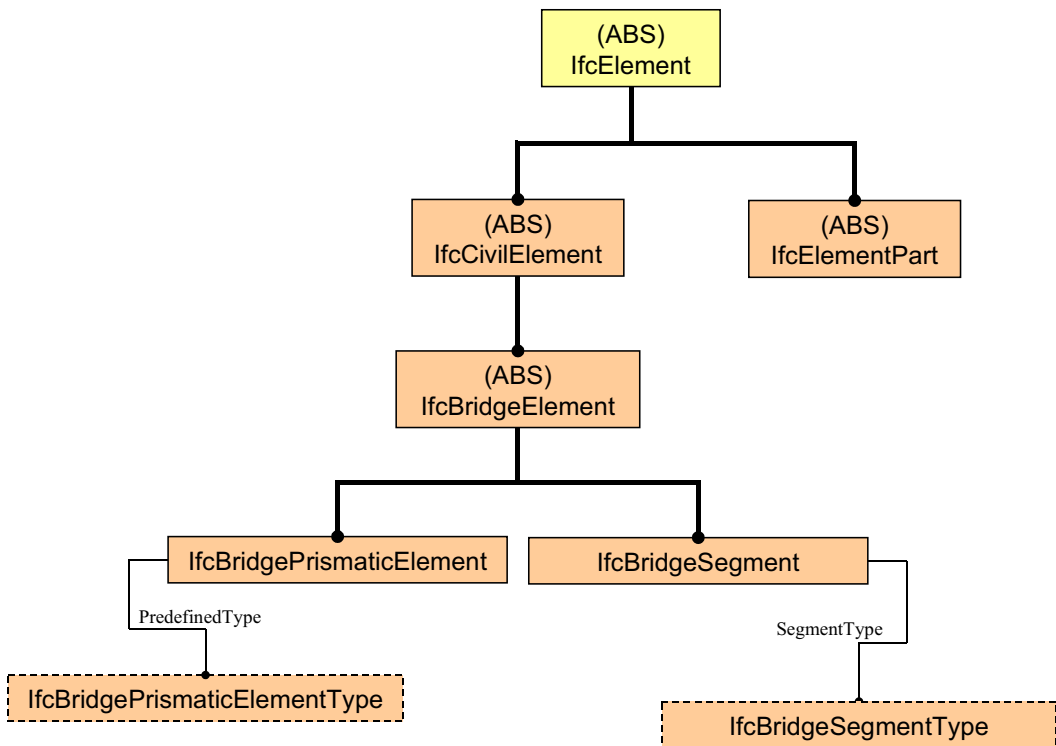 (ABS)
IfcElement
(ABS)
IfcCivilElement
(ABS)
IfcElementPart
(ABS)
IfcBridgeElement
IfcBridgePrismaticElement
IfcBridgeSegment
PredefinedType
SegmentType
IfcBridgePrismaticElementType
IfcBridgeSegmentType